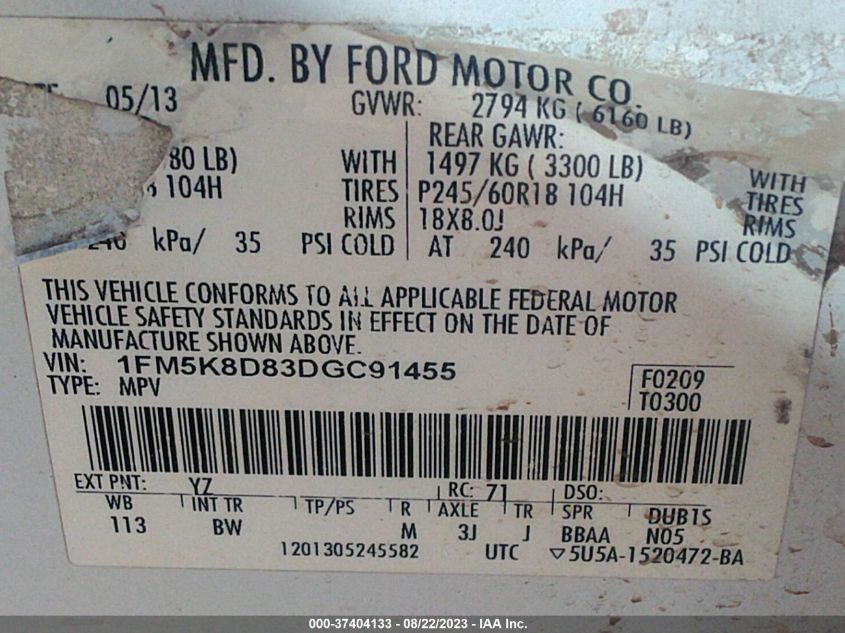 MFD. BY FORD MOTOR CO.
05/13 GVWR: 2794 KG ( 6160 LB)
REAR GAWR:
80 LB) WITH 1497 KG ( 3300 LB) WITH
104H TIRES P245/60R18 104H TIRES
RIMS 18X8.0J RIMS
240 kPa/ 35 PSI COLD AT 240 kPa/ 35 PSI COLD
THIS VEHICLE CONFORMS TO ALL APPLICABLE FEDERAL MOTOR
VEHICLE SAFETY STANDARDS IN EFFECT ON THE DATE OF
MANUFACTURE SHOWN ABOVE.
VIN: 1FM5K8D83DGC91455
TYPE: MPV
F0209
T0300
EXT PNT: YZ RC: 71 DSO:
WB INT TR TP/PS R AXLE TR SPR DUB1S
113 BW M 3J J BBAA N05
1201305245582 UTC ▽5U5A-1520472-BA
000-37404133 - 08/22/2023 - IAA Inc.